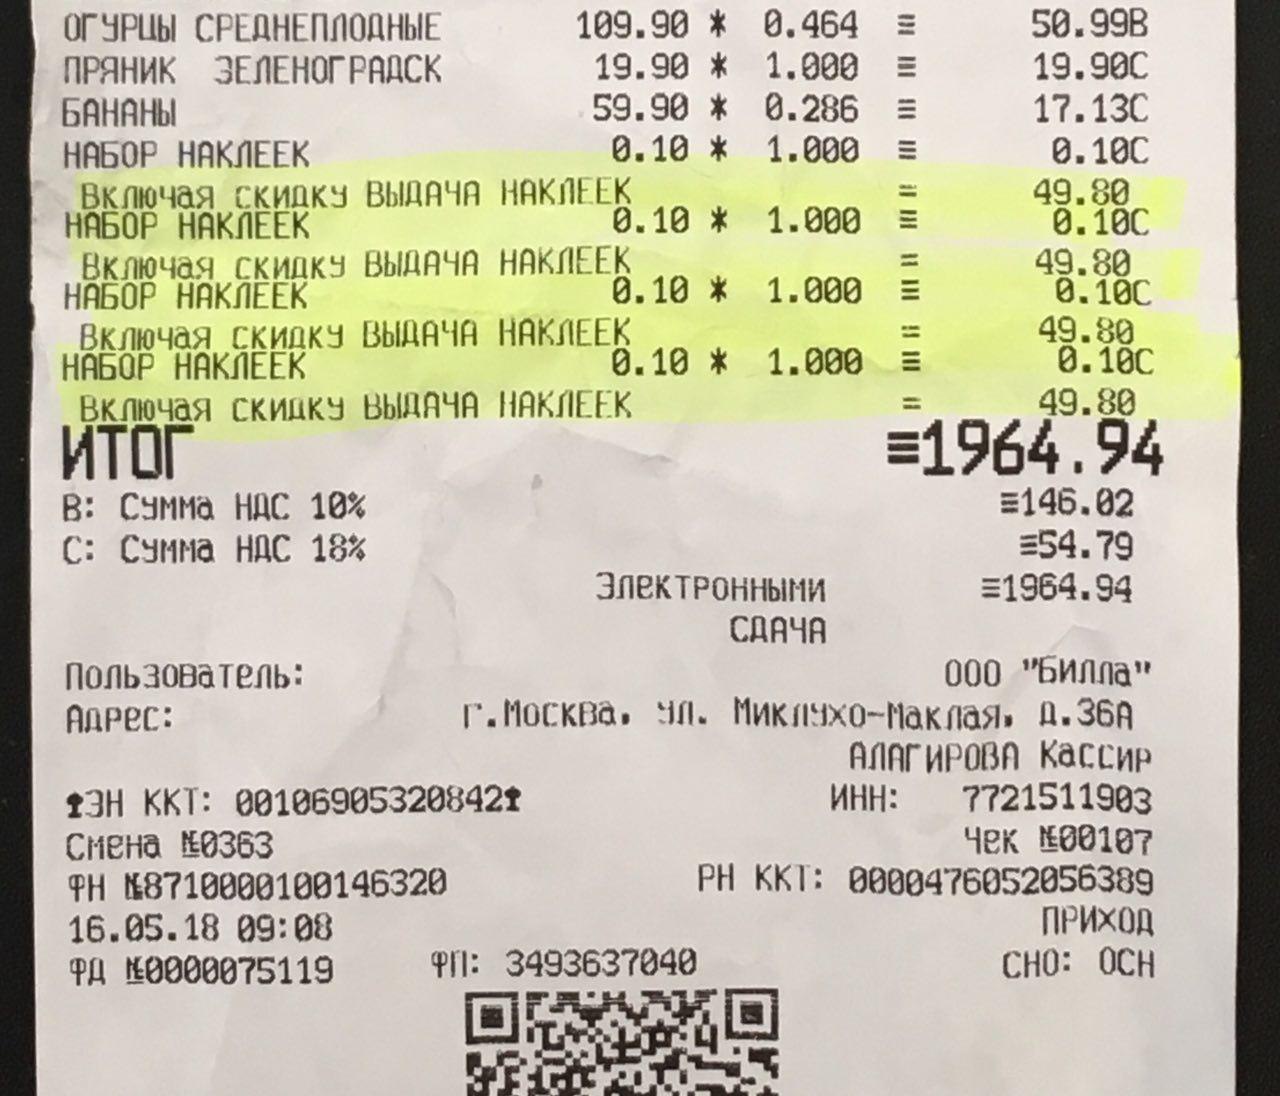 ОГУРЦЫ СРЕДНЕПЛОДНЫЕ 109.90 * 0.464 ≡ 50.99В
ПРЯНИК ЗЕЛЕНОГРАДСК 19.90 * 1.000 ≡ 19.90С
БАНАНЫ 59.90 * 0.286 ≡ 17.13С
НАБОР НАКЛЕЕК 0.10 * 1.000 ≡ 0.10С
Включая скидку ВЫДАЧА НАКЛЕЕК = 49.80
НАБОР НАКЛЕЕК 0.10 * 1.000 ≡ 0.10С
Включая скидку ВЫДАЧА НАКЛЕЕК = 49.80
НАБОР НАКЛЕЕК 0.10 * 1.000 ≡ 0.10С
Включая скидку ВЫДАЧА НАКЛЕЕК = 49.80
НАБОР НАКЛЕЕК 0.10 * 1.000 ≡ 0.10С
Включая скидку ВЫДАЧА НАКЛЕЕК = 49.80
ИТОГ ≡1964.94
В: Сумма НДС 10% ≡146.02
С: Сумма НДС 18% ≡54.79
Электронными ≡1964.94
СДАЧА
Пользователь: ООО "Билла"
Адрес: г.Москва, ул. Миклухо-Маклая, д.36А
АЛАГИРОВА Кассир
ЗН ККТ: 00106905320842 ИНН: 7721511903
Смена №0363 Чек №00107
ФН №8710000100146320 РН ККТ: 0000476052056389
16.05.18 09:08 ПРИХОД
ФД №0000075119 ФП: 3493637040 СНО: ОСН